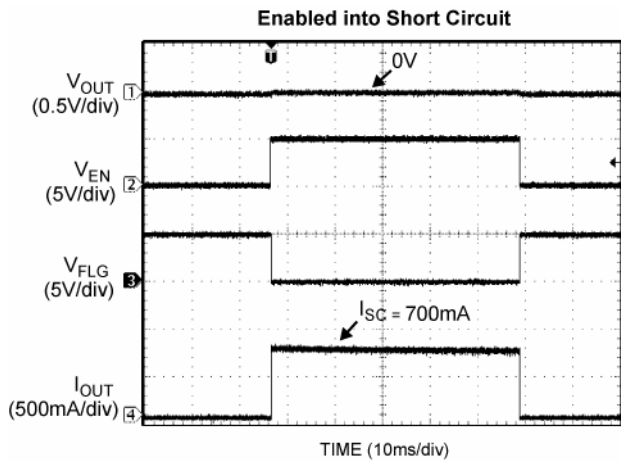 Enabled into Short Circuit
T
0V
VOUT
(0.5V/div)
1
VEN
(5V/div)
2
VFLG
(5V/div)
3
ISC = 700mA
IOUT
(500mA/div)
4
TIME (10ms/div)